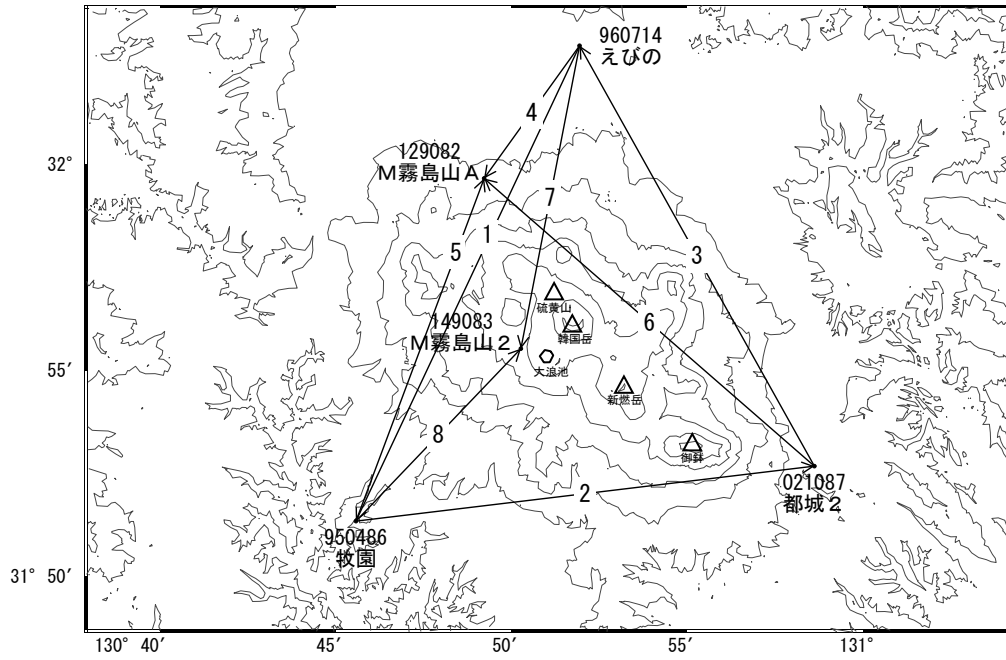 960714
えびの
4
32°
129082
M霧島山A
7
5
1
3
硫黄山
149083
韓国岳
6
M霧島山2
55′
大浪池
新燃岳
8
御鉢
021087
都城2
2
950486
牧園
31° 50′
130° 40′
45′
50′
55′
131°